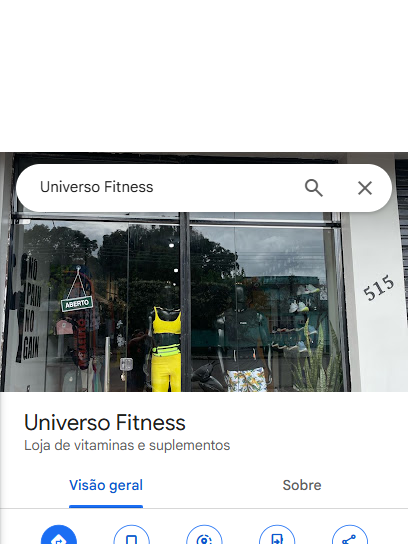 Universo Fitness
NO
PAIN
NO
GAIN
ABERTO
515
Universo Fitness
Loja de vitaminas e suplementos
Visão geral
Sobre